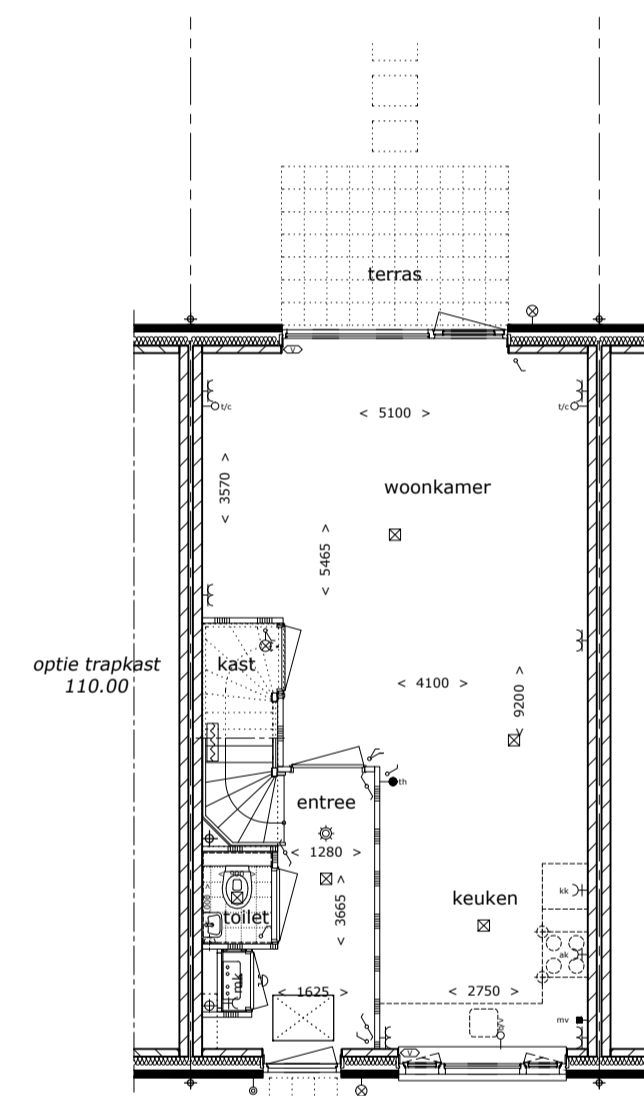 terras
V
t/c
t/c
< 5100 >
< 3570 >
woonkamer
< 5465 >
optie trapkast
110.00
kast
< 4100 >
< 9200 >
th
entree
< 1280 >
kk
keuken
toilet
< 3665 >
ak
mk
< 1625 >
< 2750 >
mv
V